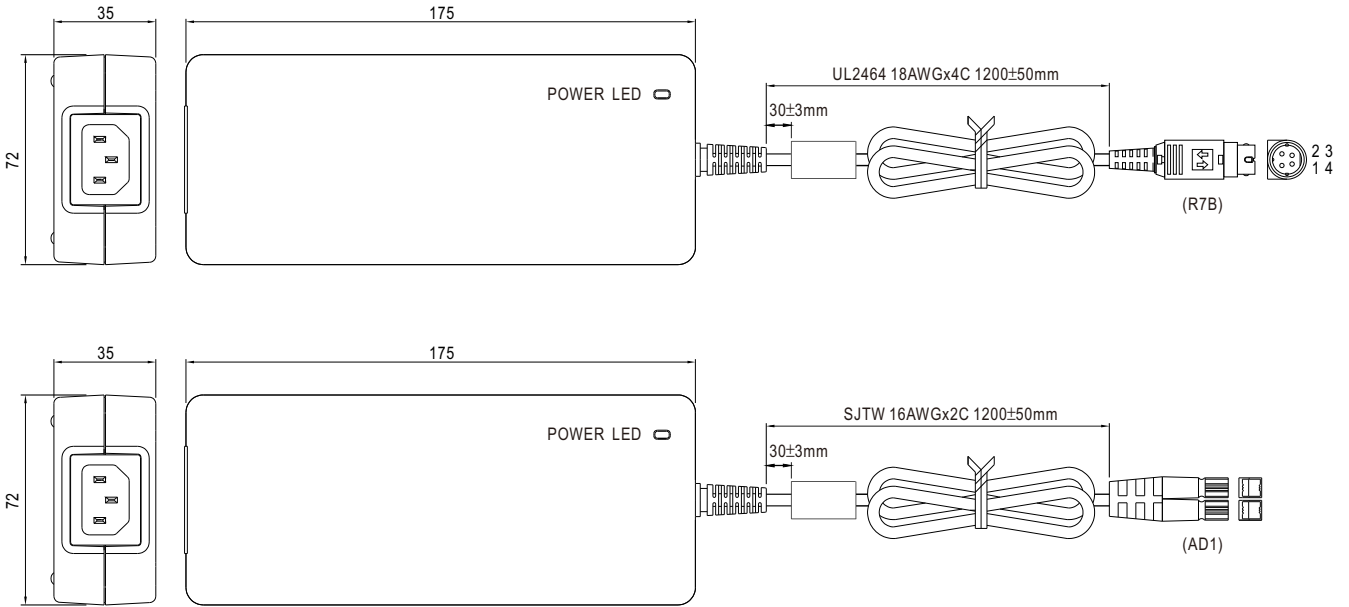 35
175
72
POWER LED
UL2464 18AWGx4C 1200±50mm
30±3mm
2 3
1 4
(R7B)
35
175
72
POWER LED
SJTW 16AWGx2C 1200±50mm
30±3mm
(AD1)